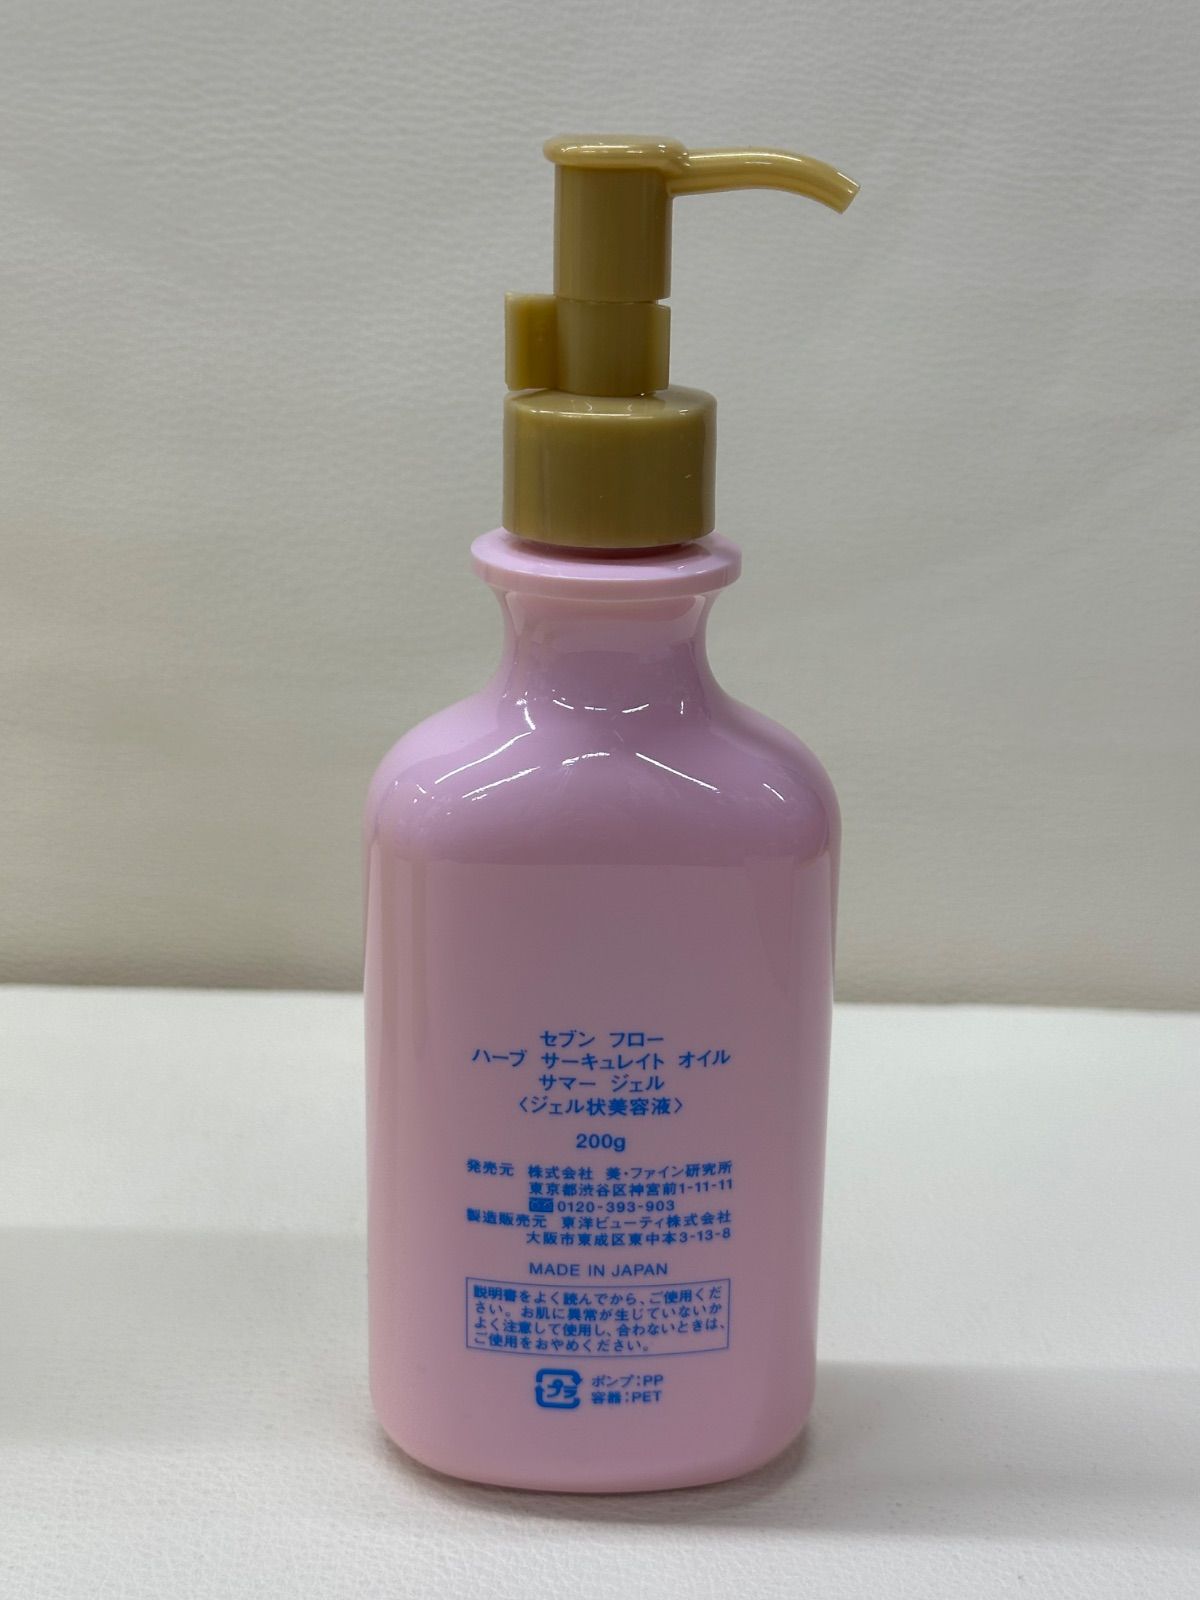 セブン フロー
ハーブ サーキュレイト オイル
サマー ジェル
〈ジェル状美容液〉
200g
発売元 株式会社 美・ファイン研究所
東京都渋谷区神宮前1-11-11
0120-393-903
製造販売元 東洋ビューティ株式会社
大阪市東成区東中本3-13-8
MADE IN JAPAN
説明書をよく読んでから、ご使用くだ
さい。お肌に異常が生じていないか
よく注意して使用し、合わないときは、
ご使用をおやめください。
プラ ポンプ:PP
容器:PET